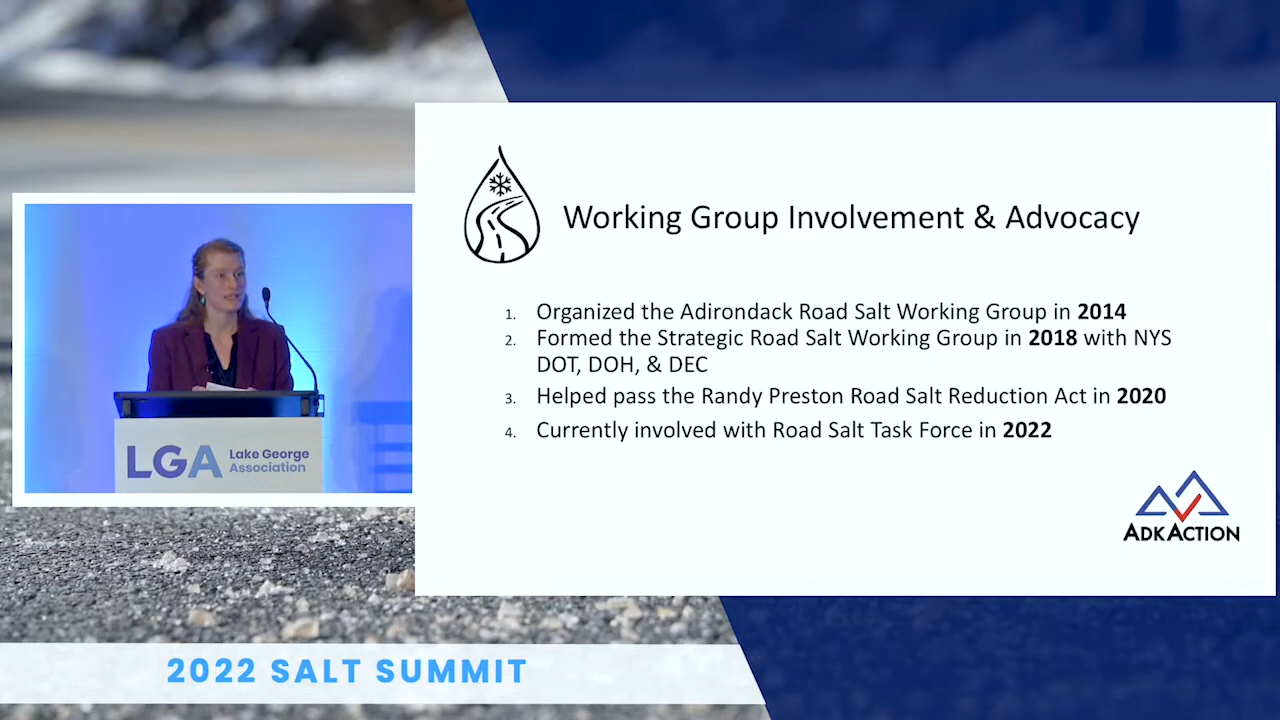 Working Group Involvement & Advocacy
1. Organized the Adirondack Road Salt Working Group in 2014
2. Formed the Strategic Road Salt Working Group in 2018 with NYS
DOT, DOH, & DEC
3. Helped pass the Randy Preston Road Salt Reduction Act in 2020
4. Currently involved with Road Salt Task Force in 2022
LGA Lake George
Association
ADKACTION
2022 SALT SUMMIT